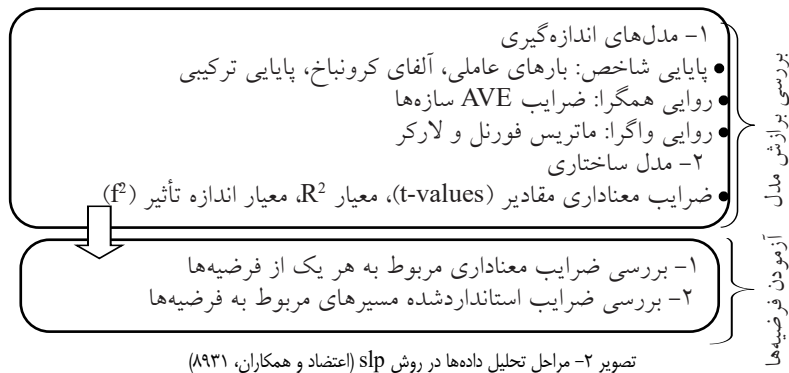 ۱- مدل‌های اندازه‌گیری
• پایایی شاخص: بارهای عاملی، آلفای کرونباخ، پایایی ترکیبی
• روایی همگرا: ضرایب AVE سازه‌ها
• روایی واگرا: ماتریس فورنل و لارکر
۲- مدل ساختاری
• ضرایب معناداری مقادیر (t-values)، معیار R²، معیار اندازه تأثیر (f²)
بررسی برازش مدل
۱- بررسی ضرایب معناداری مربوط به هر یک از فرضیه‌ها
۲- بررسی ضرایب استانداردشده مسیرهای مربوط به فرضیه‌ها
آزمودن فرضیه‌ها
تصویر ۲- مراحل تحلیل داده‌ها در روش slp (اعتضاد و همکاران، ۸۹۳۱)